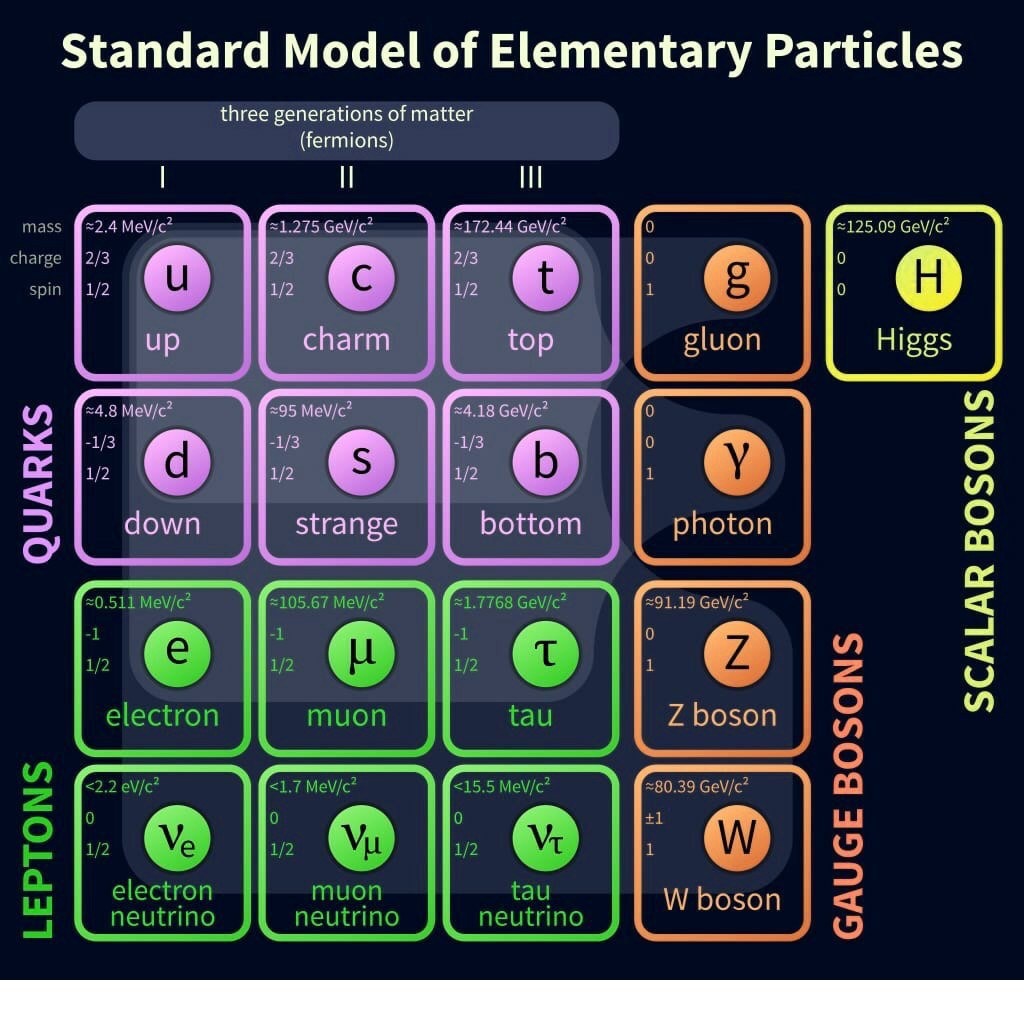 Standard Model of Elementary Particles
three generations of matter
(fermions)
I II III
mass
charge
spin
≈2.4 MeV/c²
2/3
1/2
u
up
≈1.275 GeV/c²
2/3
1/2
c
charm
≈172.44 GeV/c²
2/3
1/2
t
top
0
0
1
g
gluon
≈125.09 GeV/c²
0
0
H
Higgs
QUARKS
≈4.8 MeV/c²
-1/3
1/2
d
down
≈95 MeV/c²
-1/3
1/2
s
strange
≈4.18 GeV/c²
-1/3
1/2
b
bottom
0
0
1
γ
photon
SCALAR BOSONS
≈0.511 MeV/c²
-1
1/2
e
electron
≈105.67 MeV/c²
-1
1/2
μ
muon
≈1.7768 GeV/c²
-1
1/2
τ
tau
≈91.19 GeV/c²
0
1
Z
Z boson
GAUGE BOSONS
LEPTONS
<2.2 eV/c²
0
1/2
νe
electron
neutrino
<1.7 MeV/c²
0
1/2
νμ
muon
neutrino
<15.5 MeV/c²
0
1/2
ντ
tau
neutrino
≈80.39 GeV/c²
±1
1
W
W boson